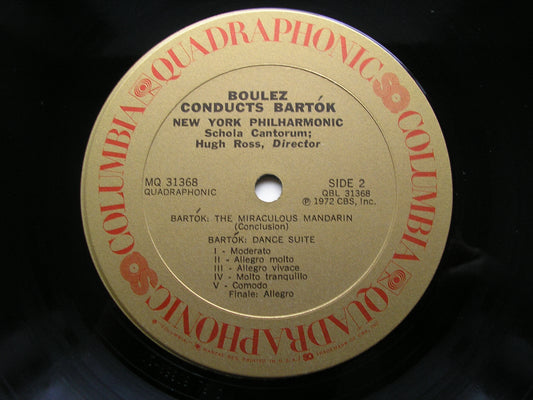 QUADRAPHONIC
SQ
COLUMBIA
QUADRAPHONIC
SQ
COLUMBIA
BOULEZ
CONDUCTS BARTÓK
NEW YORK PHILHARMONIC
Schola Cantorum;
Hugh Ross, Director
MQ 31368
QUADRAPHONIC
SIDE 2
QBL 31368
Ⓟ 1972 CBS, Inc.
BARTÓK: THE MIRACULOUS MANDARIN
(Conclusion)
BARTÓK: DANCE SUITE
I - Moderato
II - Allegro molto
III - Allegro vivace
IV - Molto tranquillo
V - Comodo
Finale: Allegro